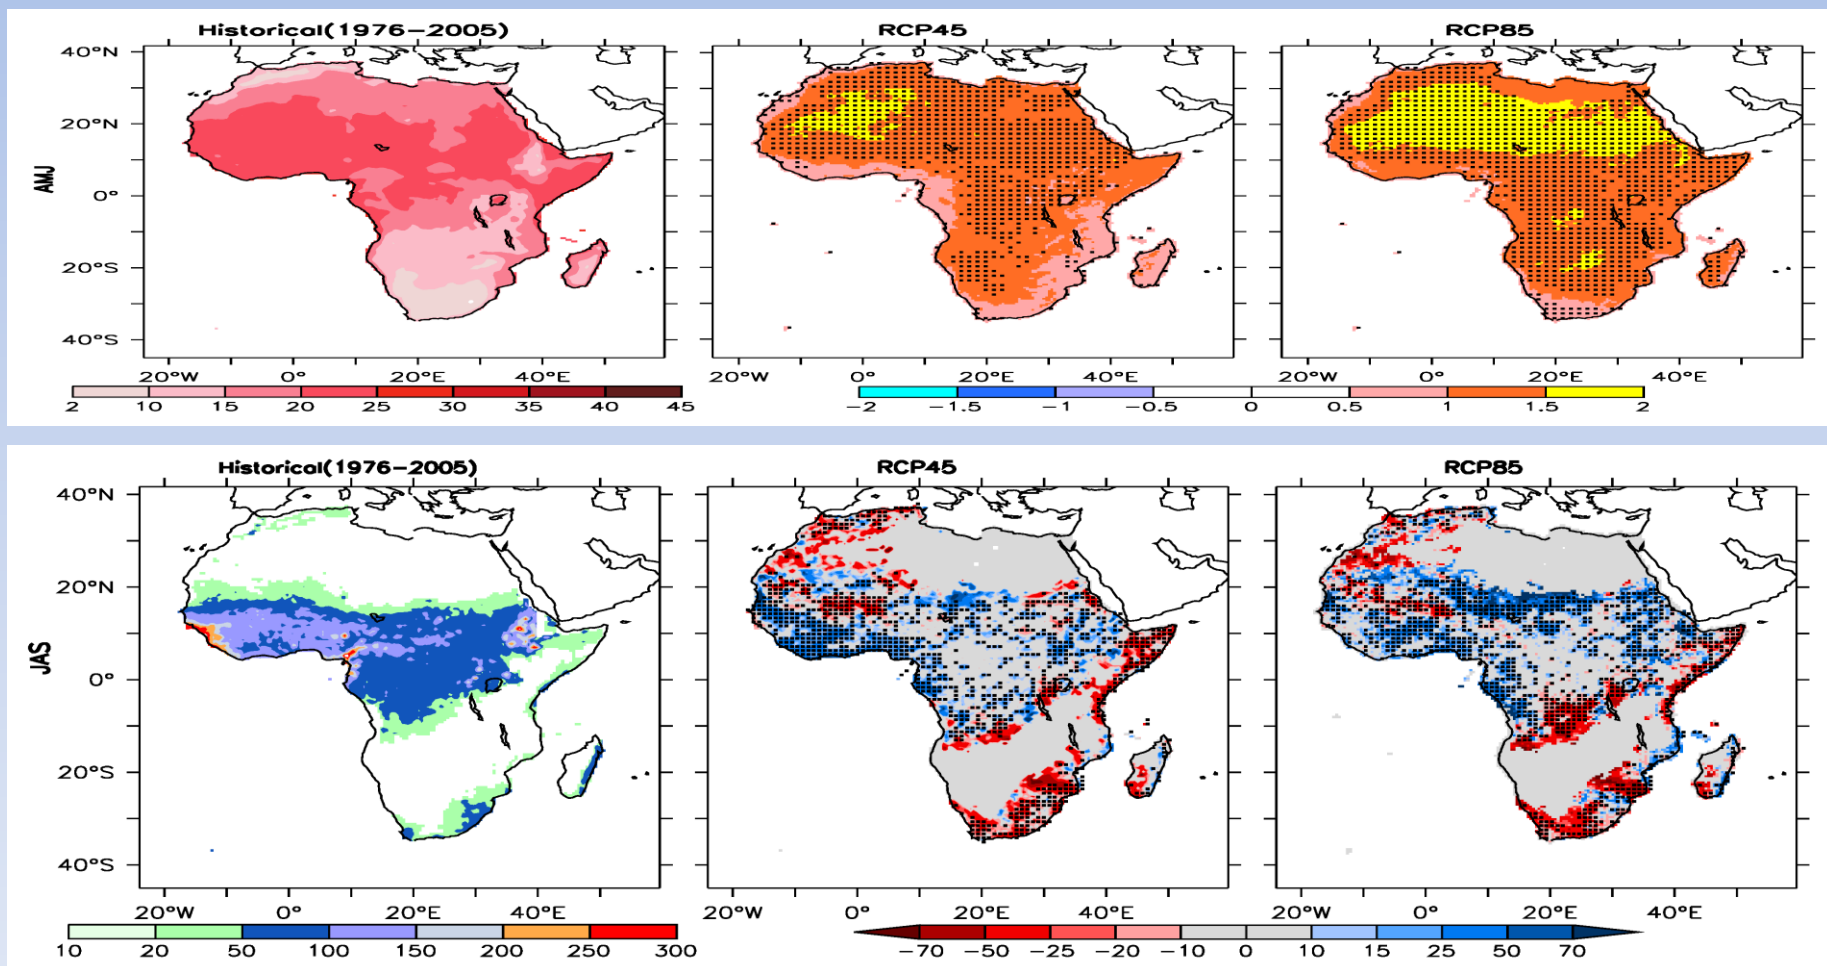 Historical(1976-2005) RCP45 RCP85
40°N
20°N
0°
20°S
40°S
AMJ
20°W 0° 20°E 40°E 20°W 0° 20°E 40°E 20°W 0° 20°E 40°E
2 10 15 20 25 30 35 40 45 -2 -1.5 -1 -0.5 0 0.5 1 1.5 2
Historical(1976-2005) RCP45 RCP85
40°N
20°N
0°
20°S
40°S
JAS
20°W 0° 20°E 40°E 20°W 0° 20°E 40°E 20°W 0° 20°E 40°E
10 20 50 100 150 200 250 300 -70 -50 -25 -20 -10 0 10 15 25 50 70